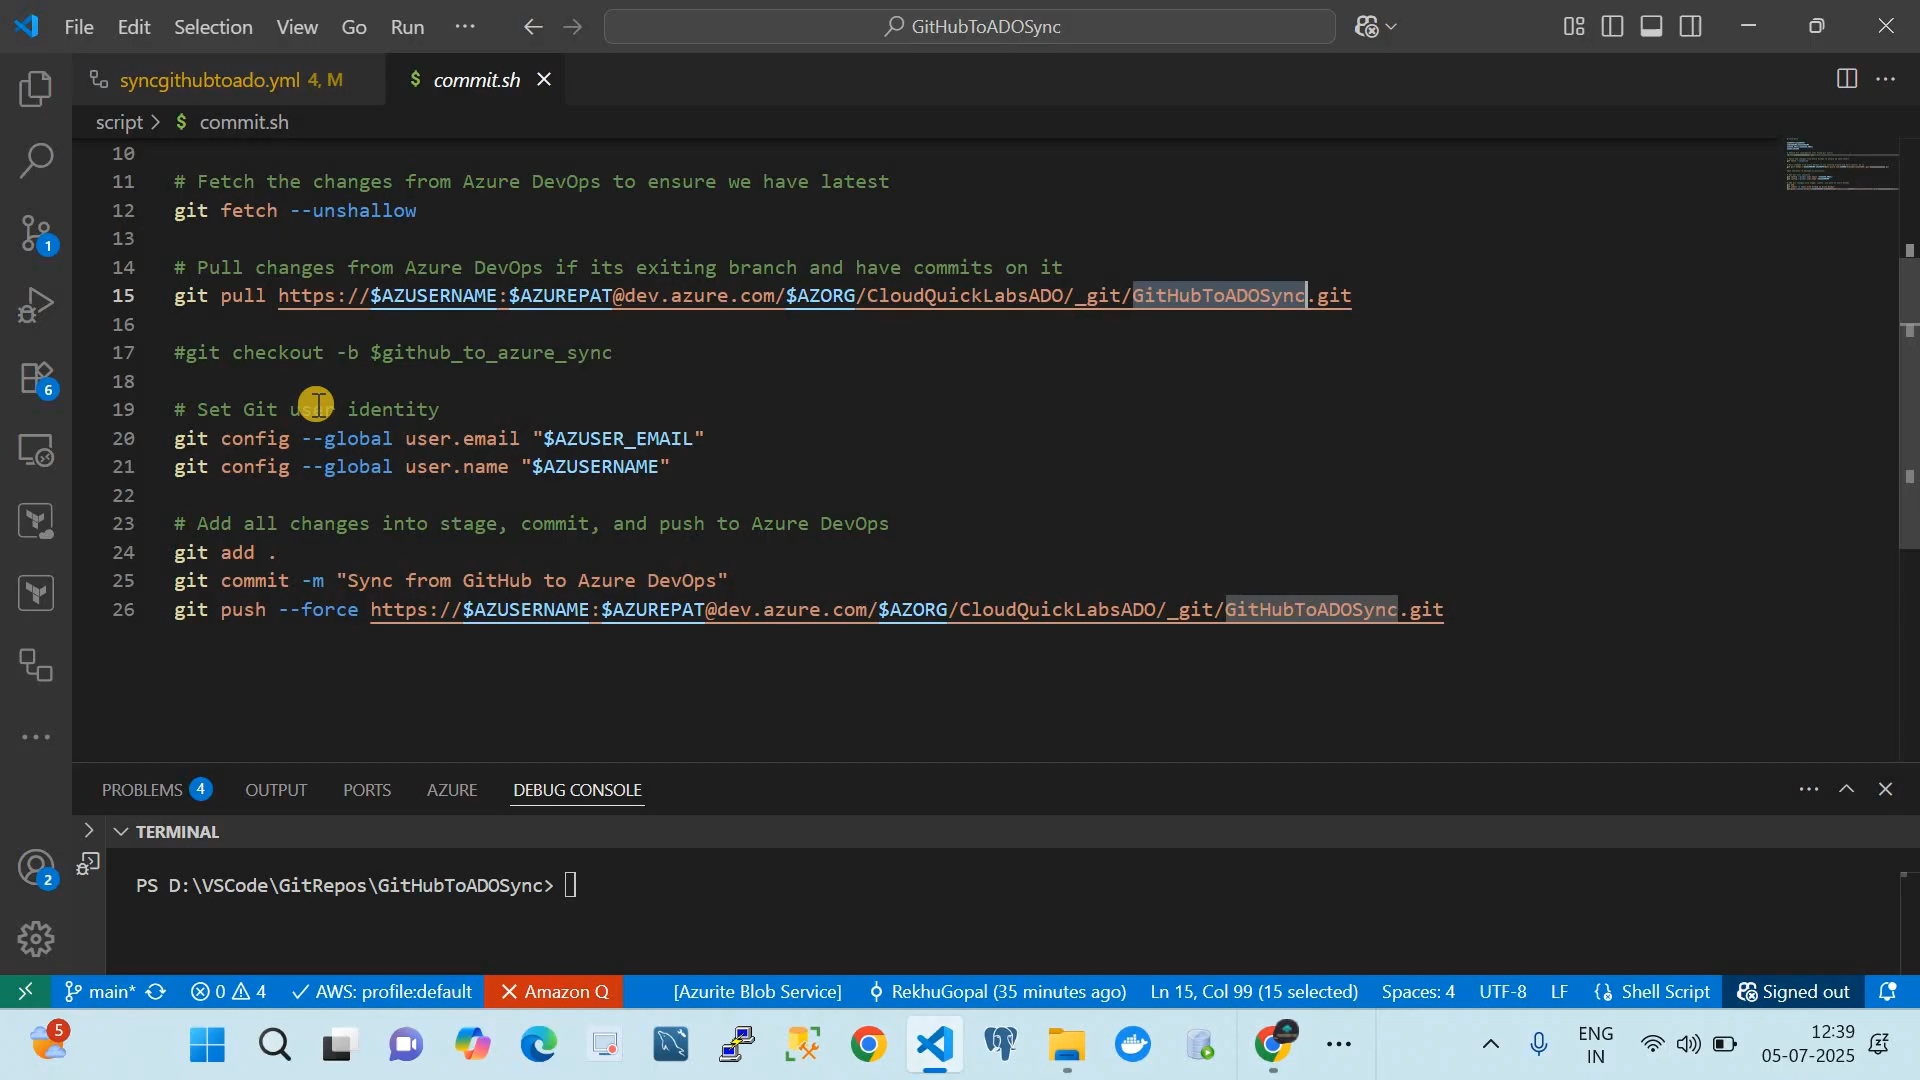 File Edit Selection View Go Run ··· GitHubToADOSync
syncgithubtoado.yml 4, M $ commit.sh
script > $ commit.sh
10
11 # Fetch the changes from Azure DevOps to ensure we have latest
12 git fetch --unshallow
13
14 # Pull changes from Azure DevOps if its exiting branch and have commits on it
15 git pull https://$AZUSERNAME:$AZUREPAT@dev.azure.com/$AZORG/CloudQuickLabsADO/_git/GitHubToADOSync.git
16
17 #git checkout -b $github_to_azure_sync
18
19 # Set Git user identity
20 git config --global user.email "$AZUSER_EMAIL"
21 git config --global user.name "$AZUSERNAME"
22
23 # Add all changes into stage, commit, and push to Azure DevOps
24 git add .
25 git commit -m "Sync from GitHub to Azure DevOps"
26 git push --force https://$AZUSERNAME:$AZUREPAT@dev.azure.com/$AZORG/CloudQuickLabsADO/_git/GitHubToADOSync.git
1
6
2
PROBLEMS 4 OUTPUT PORTS AZURE DEBUG CONSOLE
TERMINAL
PS D:\VSCode\GitRepos\GitHubToADOSync>
main* 0 4 AWS: profile:default Amazon Q [Azurite Blob Service] RekhuGopal (35 minutes ago) Ln 15, Col 99 (15 selected) Spaces: 4 UTF-8 LF Shell Script Signed out
5
ENG
IN
12:39
05-07-2025